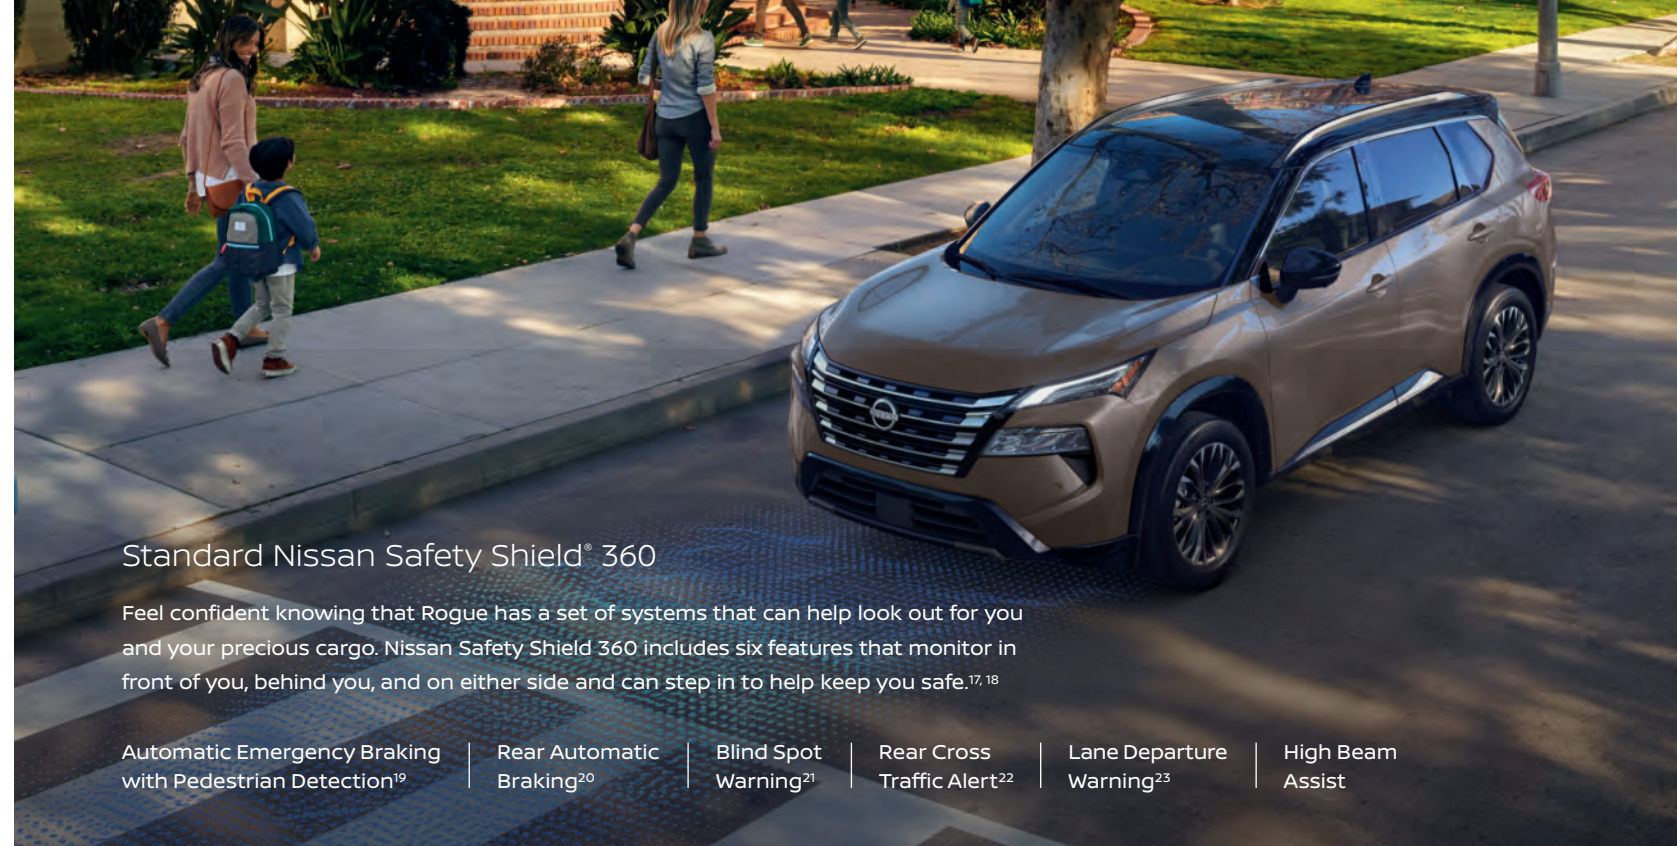 Standard Nissan Safety Shield® 360
Feel confident knowing that Rogue has a set of systems that can help look out for you
and your precious cargo. Nissan Safety Shield 360 includes six features that monitor in
front of you, behind you, and on either side and can step in to help keep you safe.17, 18
Automatic Emergency Braking
with Pedestrian Detection19
Rear Automatic
Braking20
Blind Spot
Warning21
Rear Cross
Traffic Alert22
Lane Departure
Warning23
High Beam
Assist